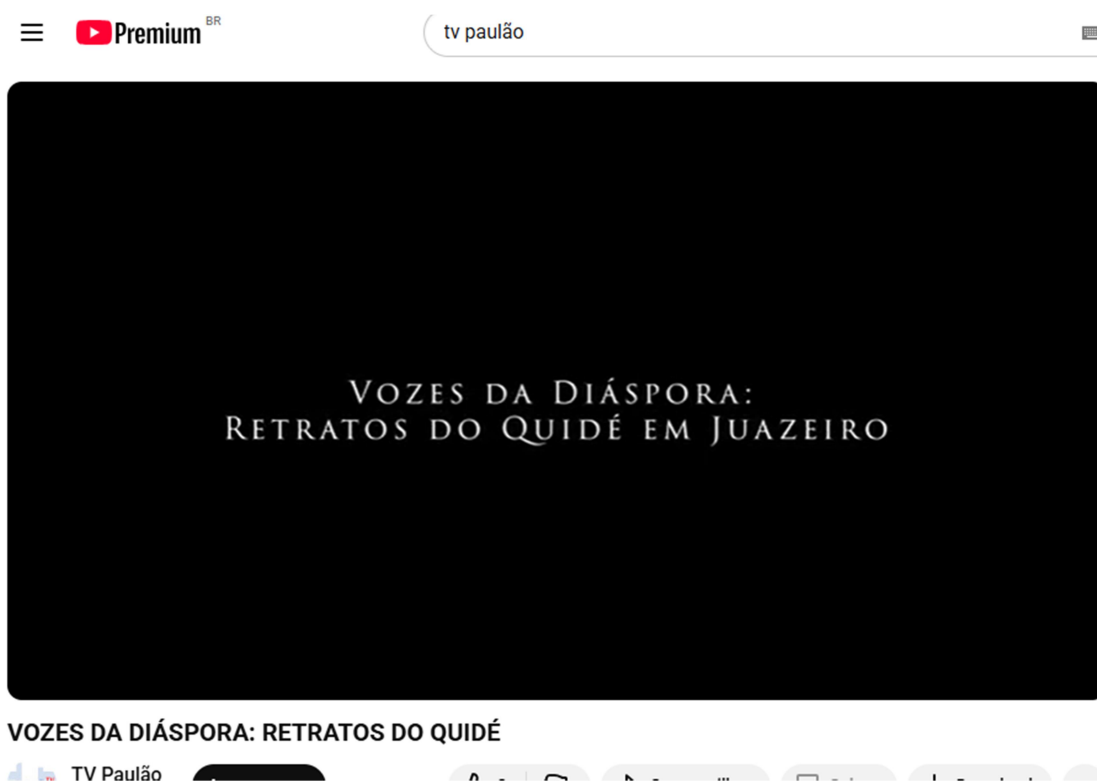 Premium BR
tv paulão
VOZES DA DIÁSPORA:
RETRATOS DO QUIDÉ EM JUAZEIRO
VOZES DA DIÁSPORA: RETRATOS DO QUIDÉ
TV Paulão